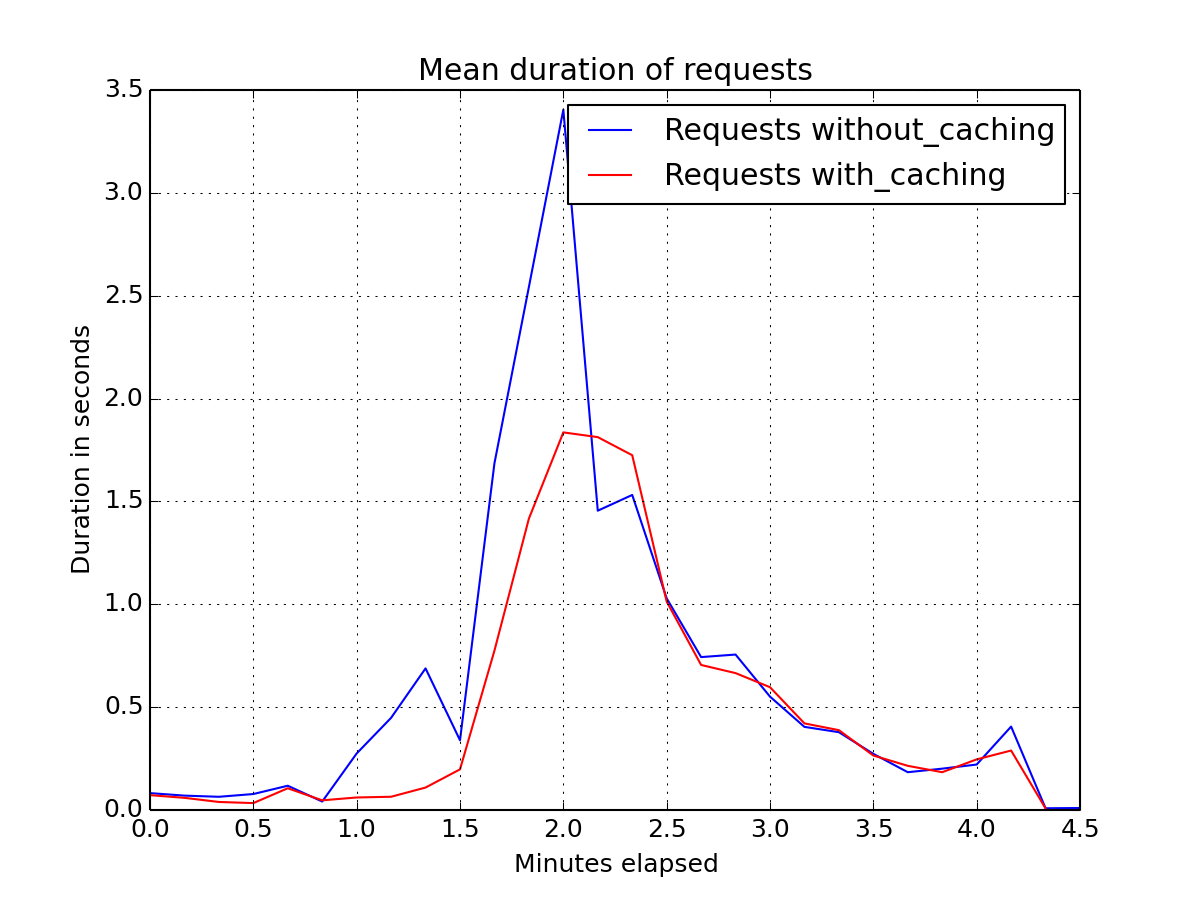 Mean duration of requests
3.5
Requests without_caching
Requests with_caching
3.0
2.5
2.0
1.5
1.0
0.5
0.0
Duration in seconds
0.0 0.5 1.0 1.5 2.0 2.5 3.0 3.5 4.0 4.5
Minutes elapsed